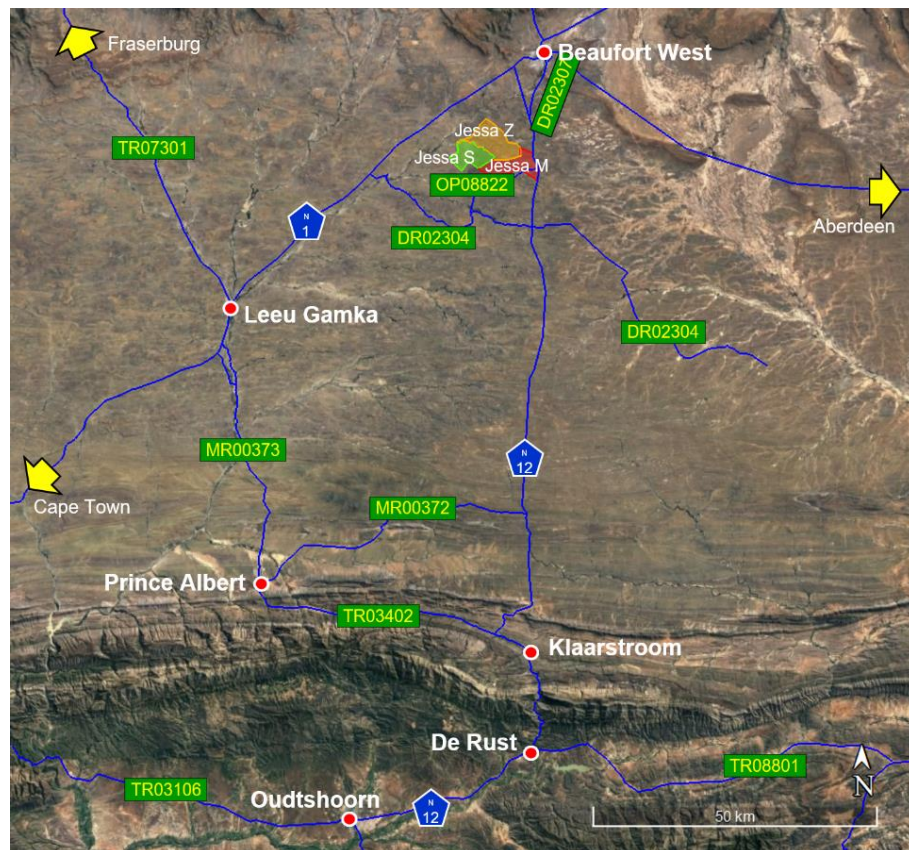 Fraserburg
Beaufort West
DR02307
TR07301
Jessa Z
Jessa S
Jessa M
OP08822
N
1
DR02304
Aberdeen
Leeu Gamka
DR02304
MR00373
N
12
Cape Town
MR00372
Prince Albert
TR03402
Klaarstroom
De Rust
TR08801
TR03106
Oudtshoorn
N
12
N
50 km